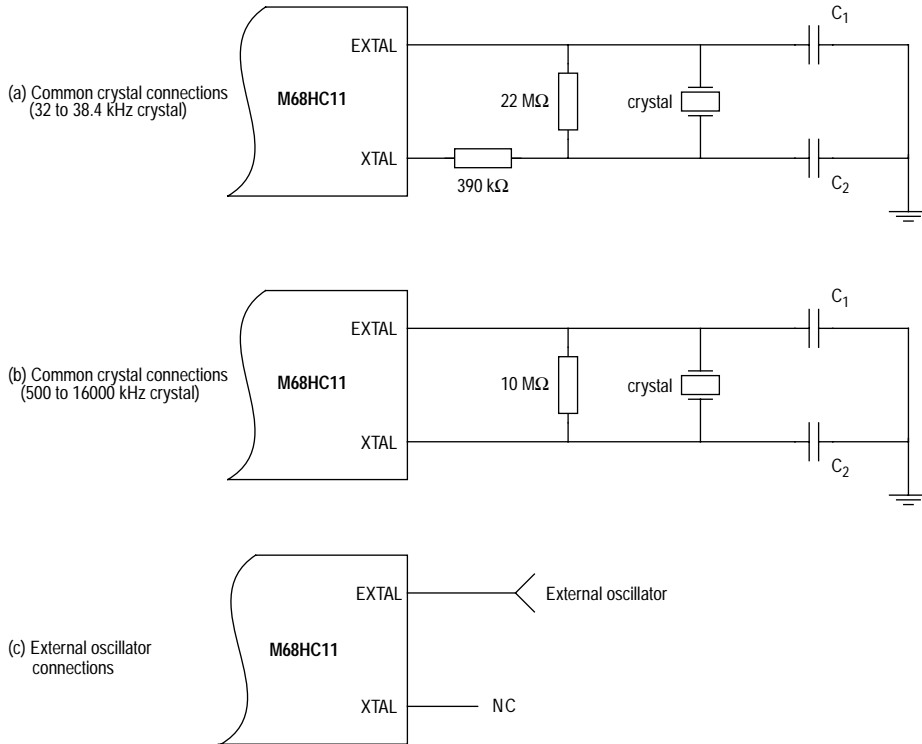 C1
EXTAL
(a) Common crystal connections
(32 to 38.4 kHz crystal)
M68HC11
22 MΩ
crystal
XTAL
390 kΩ
C2
C1
EXTAL
(b) Common crystal connections
(500 to 16000 kHz crystal)
M68HC11
10 MΩ
crystal
XTAL
C2
EXTAL
External oscillator
(c) External oscillator
connections
M68HC11
XTAL
NC